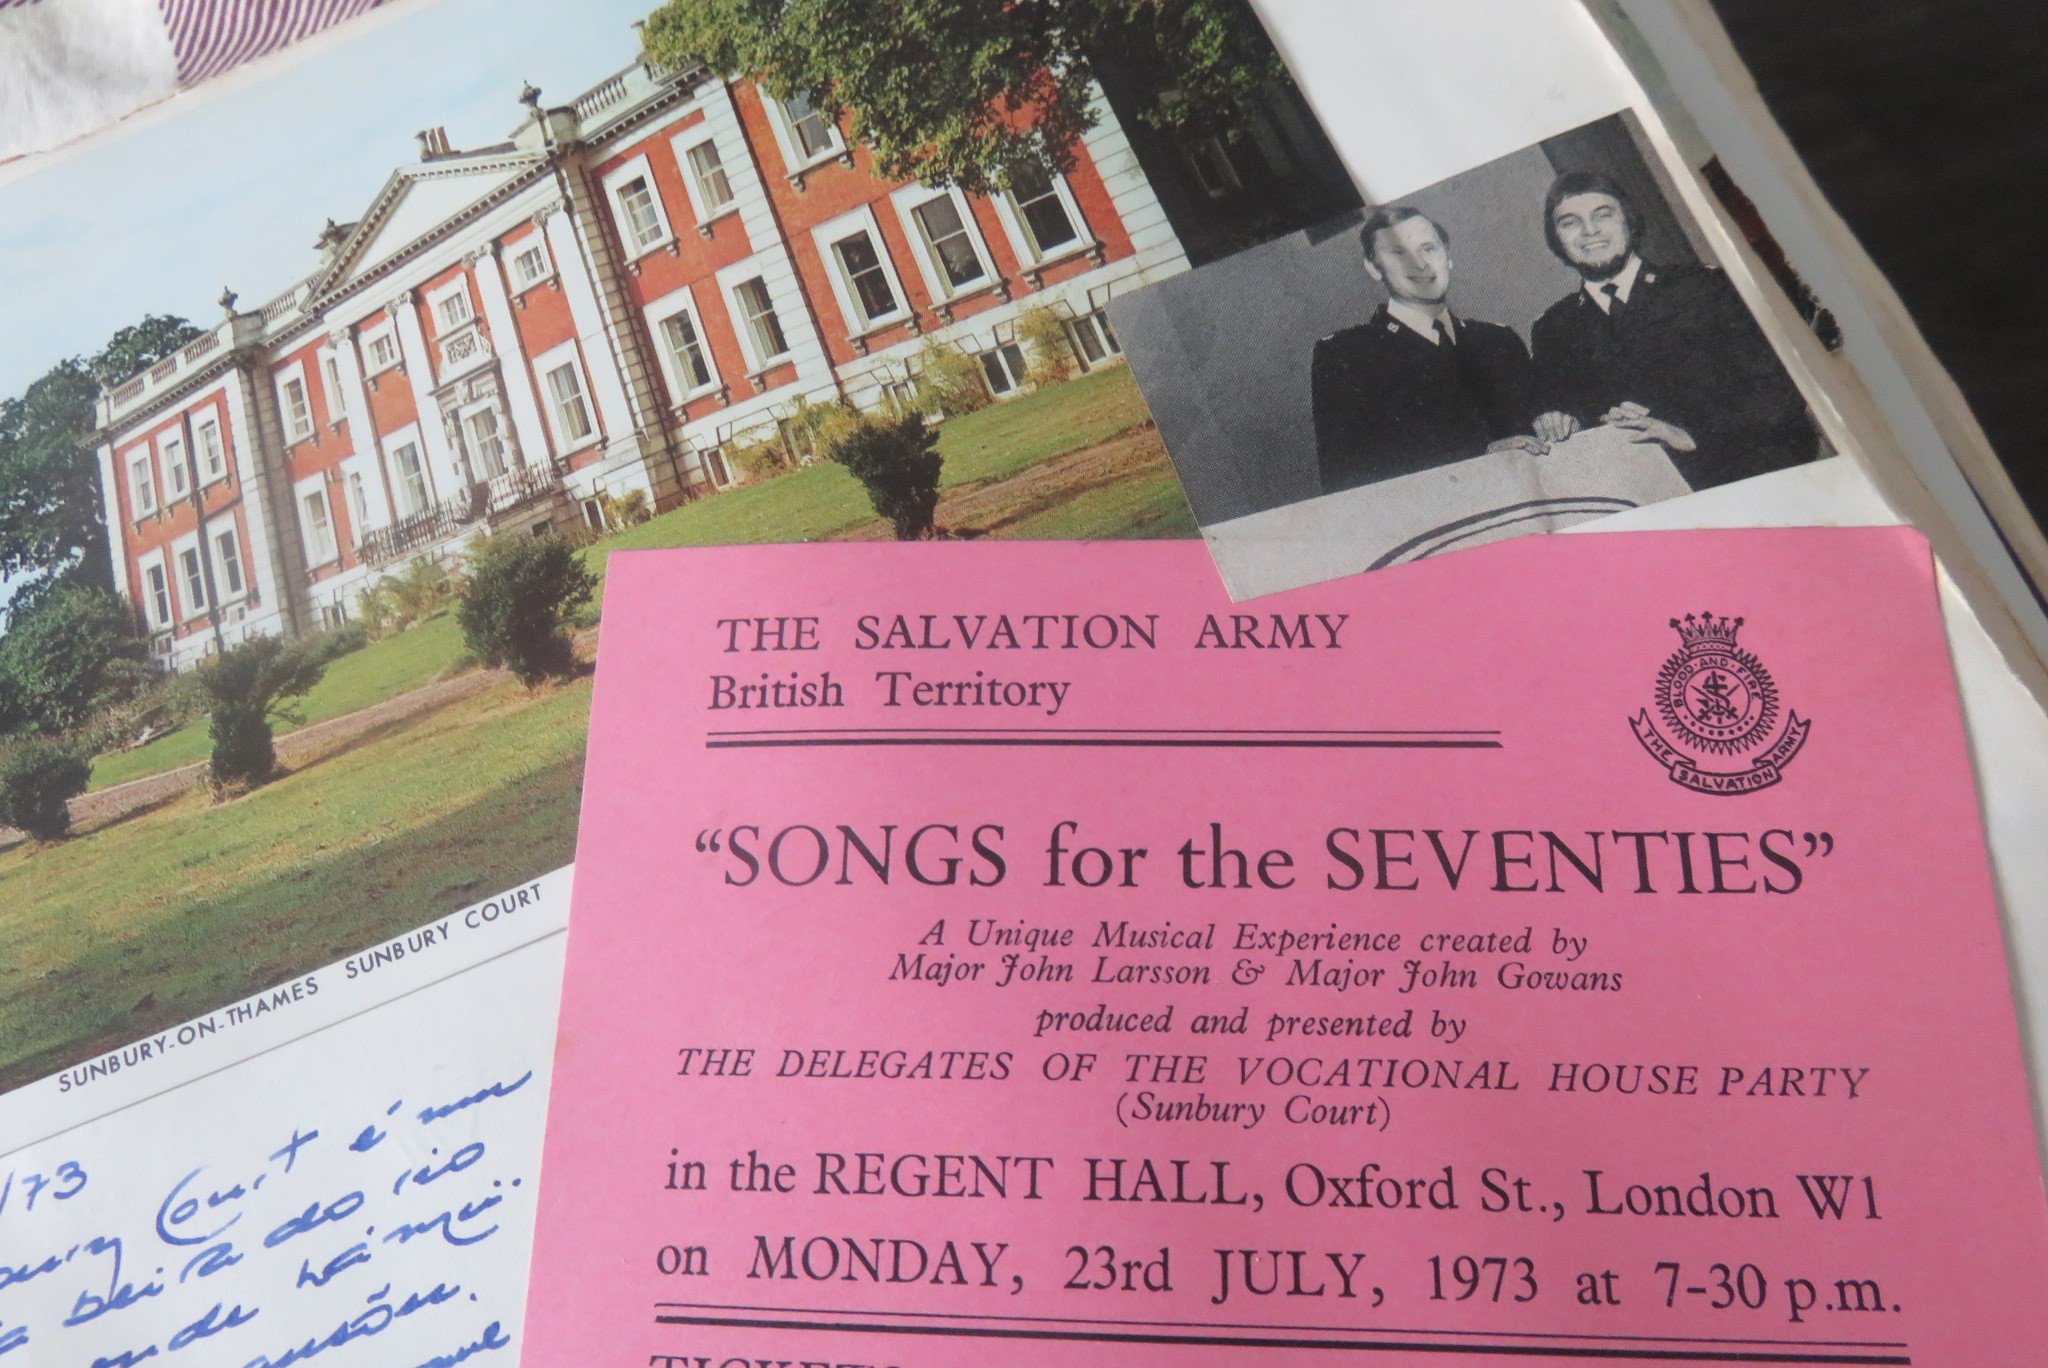 SUNBURY-ON-THAMES SUNBURY COURT
/73
Court é um
beira do rio
onde há mui..
THE SALVATION ARMY
British Territory
BLOOD · AND · FIRE
THE SALVATION ARMY
“SONGS for the SEVENTIES”
A Unique Musical Experience created by
Major John Larsson & Major John Gowans
produced and presented by
THE DELEGATES OF THE VOCATIONAL HOUSE PARTY
(Sunbury Court)
in the REGENT HALL, Oxford St., London W1
on MONDAY, 23rd JULY, 1973 at 7-30 p.m.
TICKETS